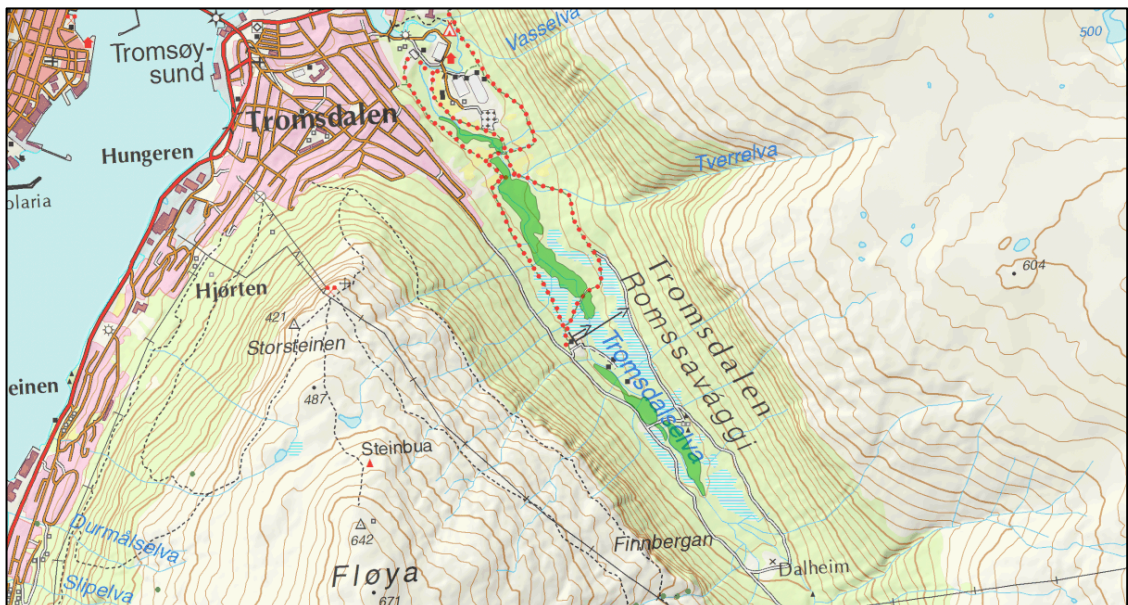 Tromsøy-
sund
Vasselva
500
Tromsdalen
Hungeren
Tverrelva
olaria
Tromsdalen
Romssavággi
604
Hjørten
421
Storsteinen
Tromsdalselva
einen
487
Steinbua
Durmålselva
642
Finnbergan
Dalheim
Slipelva
Fløya
671